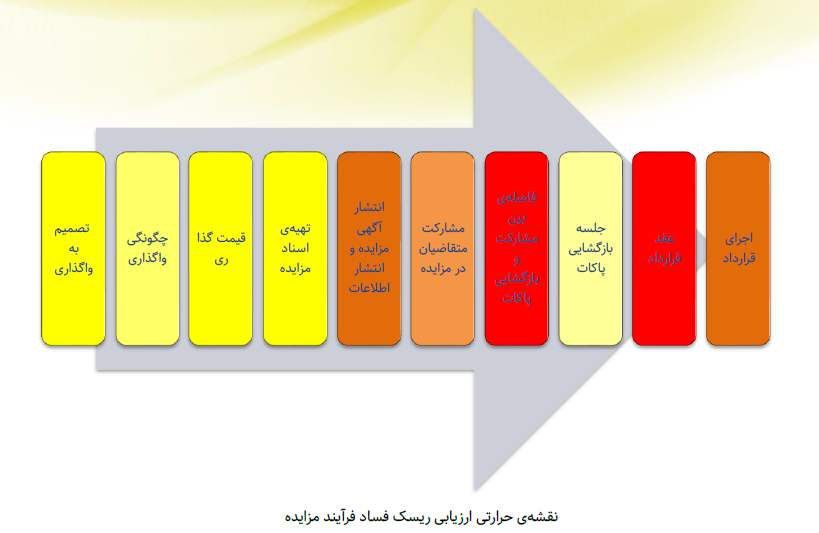 تصمیم
به
واگذاری
چگونگی
واگذاری
قیمت گذا
ری
تهیه‌ی
اسناد
مزایده
انتشار
آگهی
مزایده و
انتشار
اطلاعات
مشارکت
متقاضیان
در مزایده
فاصله‌ی
بین
مشارکت
و
بازگشایی
پاکات
جلسه
بازگشایی
پاکات
عقد
قرارداد
اجرای
قرارداد
نقشه‌ی حرارتی ارزیابی ریسک فساد فرآیند مزایده